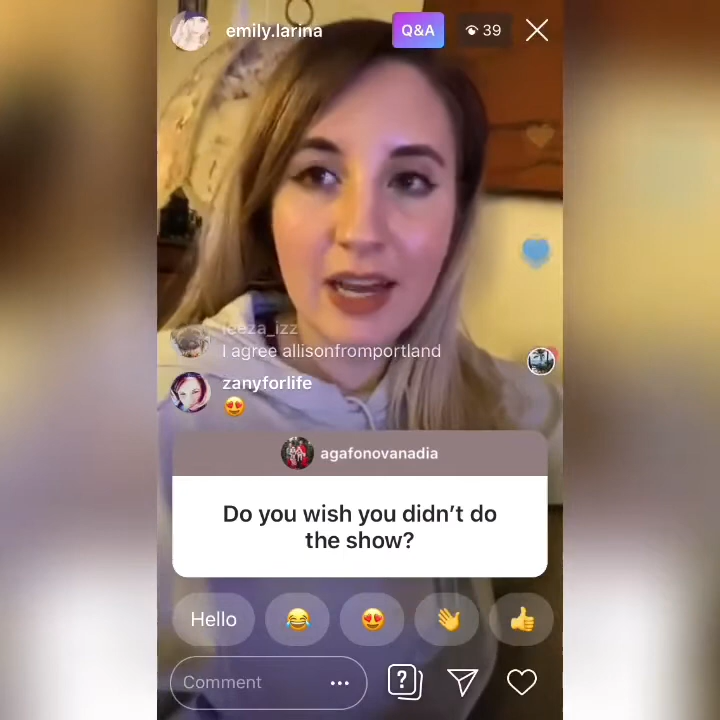 emily.larina
Q&A
39
leeza_izz
I agree allisonfromportland
zanyforlife
😍
agafonovanadia
Do you wish you didn't do
the show?
Hello
Comment